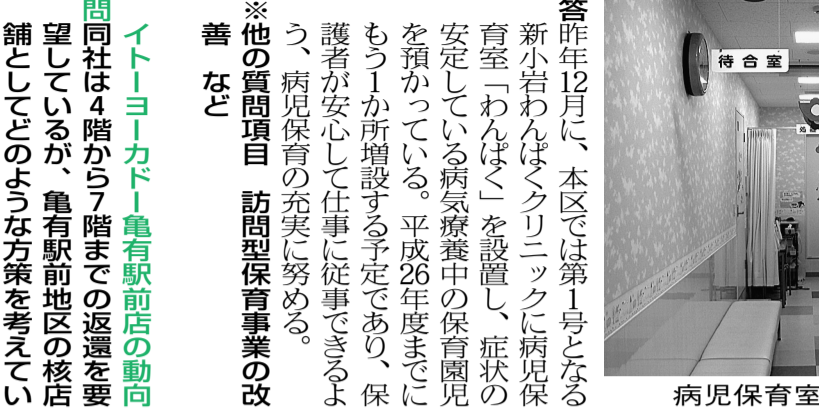 待合室
病児保育室
答昨年12月に、本区では第1号となる
新小岩わんぱくクリニックに病児保
育室「わんぱく」を設置し、症状の
安定している病気療養中の保育園児
を預かっている。平成26年度までに
もう1か所増設する予定であり、保
護者が安心して仕事に従事できるよ
う、病児保育の充実に努める。
※他の質問項目 訪問型保育事業の改
善 など
イトーヨーカドー亀有駅前店の動向
問同社は4階から7階までの返還を要
望しているが、亀有駅前地区の核店
舗としてどのような方策を考えてい